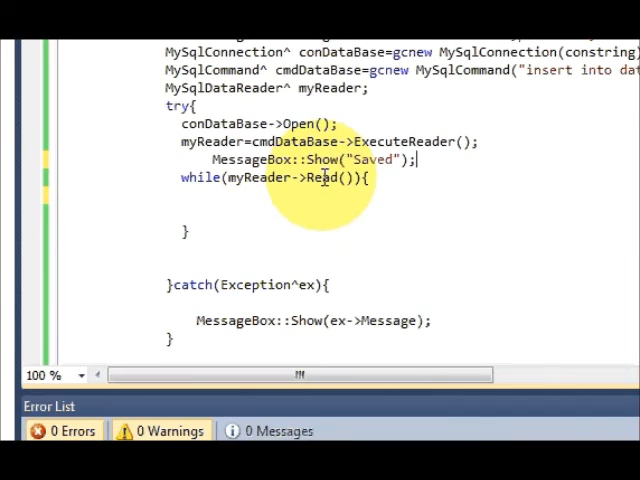 MySqlConnection^ conDataBase=gcnew MySqlConnection(constring)
MySqlCommand^ cmdDataBase=gcnew MySqlCommand("insert into dat
MySqlDataReader^ myReader;
try{
conDataBase->Open();
myReader=cmdDataBase->ExecuteReader();
MessageBox::Show("Saved");
while(myReader->Read()){
}
}catch(Exception^ex){
MessageBox::Show(ex->Message);
}
100 %
Error List
0 Errors
0 Warnings
0 Messages